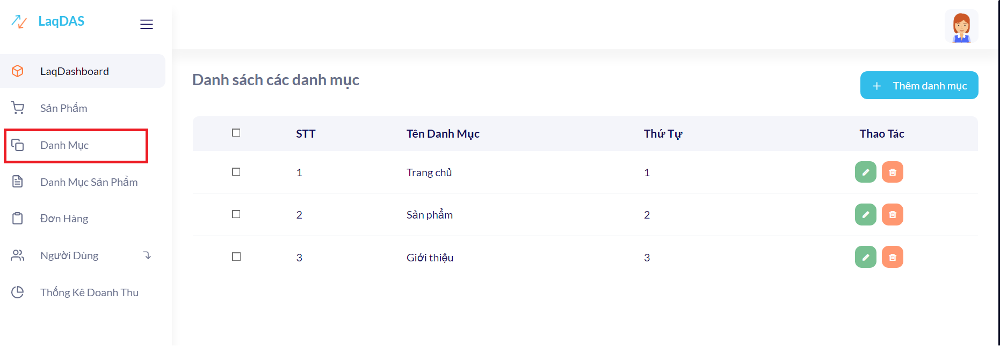 LaqDAS
LaqDashboard
Sản Phẩm
Danh Mục
Danh Mục Sản Phẩm
Đơn Hàng
Người Dùng
Thống Kê Doanh Thu
Danh sách các danh mục
+ Thêm danh mục
STT Tên Danh Mục Thứ Tự Thao Tác
1 Trang chủ 1
2 Sản phẩm 2
3 Giới thiệu 3